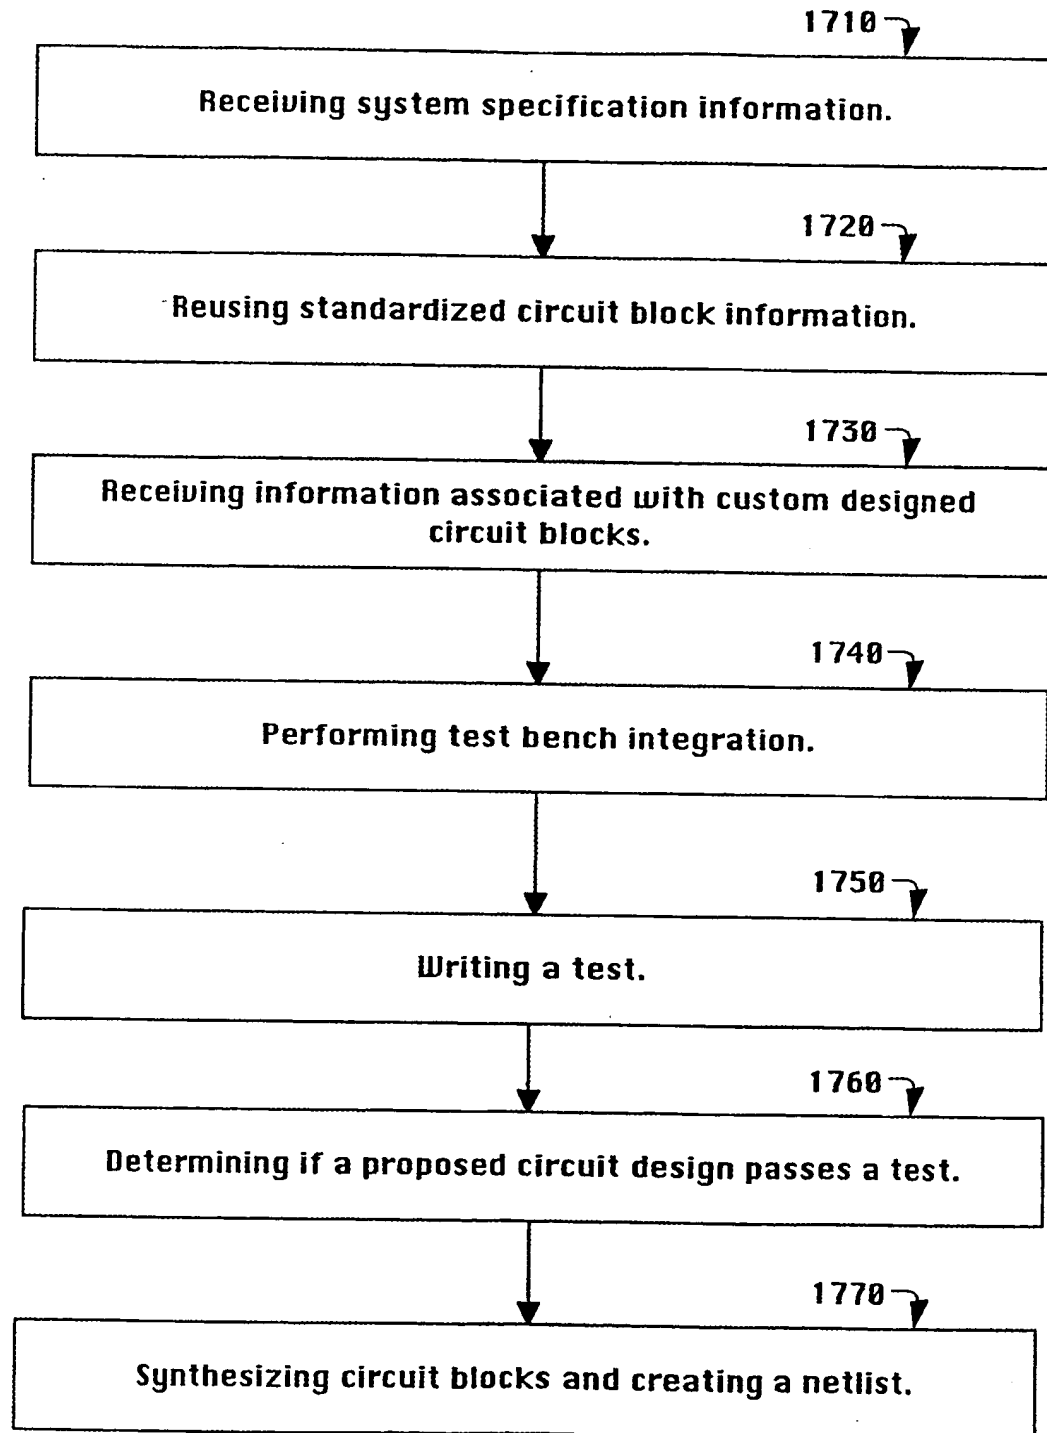 1710
Receiving system specification information.
1720
Reusing standardized circuit block information.
1730
Receiving information associated with custom designed
circuit blocks.
1740
Performing test bench integration.
1750
Writing a test.
1760
Determining if a proposed circuit design passes a test.
1770
Synthesizing circuit blocks and creating a netlist.